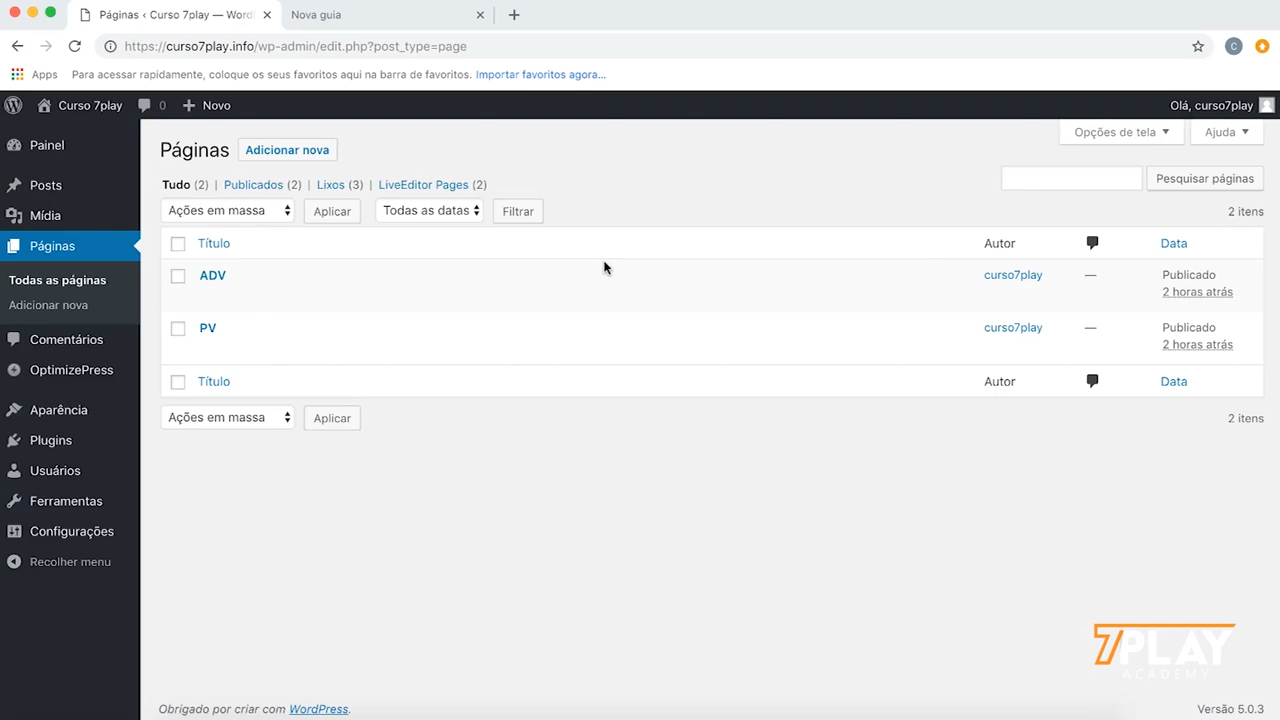 Páginas ‹ Curso 7play — Word
Nova guia
https://curso7play.info/wp-admin/edit.php?post_type=page
C
Apps Para acessar rapidamente, coloque os seus favoritos aqui na barra de favoritos. Importar favoritos agora...
Curso 7play 0 Novo Olá, curso7play
Opções de tela Ajuda
Painel
Posts
Mídia
Páginas
Todas as páginas
Adicionar nova
Comentários
OptimizePress
Aparência
Plugins
Usuários
Ferramentas
Configurações
Recolher menu
Páginas Adicionar nova
Tudo (2) | Publicados (2) | Lixos (3) | LiveEditor Pages (2)
Pesquisar páginas
Ações em massa Aplicar Todas as datas Filtrar 2 itens
Título Autor Data
ADV curso7play — Publicado
2 horas atrás
PV curso7play — Publicado
2 horas atrás
Título Autor Data
Ações em massa Aplicar 2 itens
7PLAY
ACADEMY
Obrigado por criar com WordPress. Versão 5.0.3